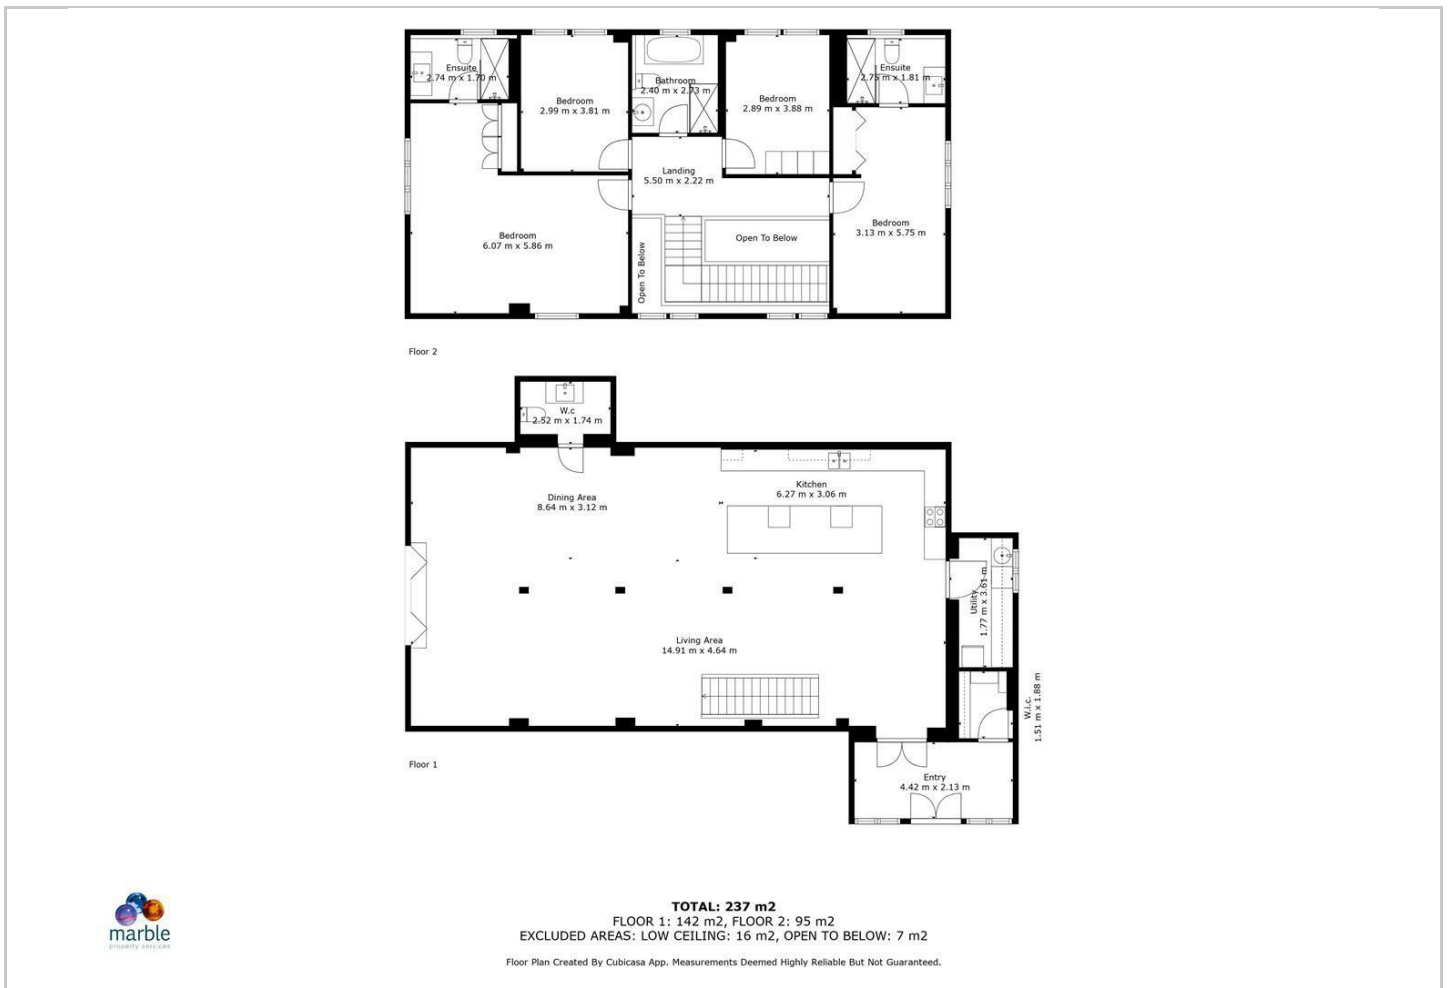 Ensuite
2.74 m x 1.70 m
Bedroom
2.99 m x 3.81 m
Bathroom
2.40 m x 2.73 m
Bedroom
2.89 m x 3.88 m
Ensuite
2.75 m x 1.81 m
Landing
5.50 m x 2.22 m
Bedroom
6.07 m x 5.86 m
Open To Below
Open To Below
Bedroom
3.13 m x 5.75 m
Floor 2
W.c
2.52 m x 1.74 m
Dining Area
8.64 m x 3.12 m
Kitchen
6.27 m x 3.06 m
Utility
1.77 m x 3.61 m
Living Area
14.91 m x 4.64 m
W.i.c.
1.51 m x 1.88 m
Floor 1
Entry
4.42 m x 2.13 m
marble
property services
TOTAL: 237 m2
FLOOR 1: 142 m2, FLOOR 2: 95 m2
EXCLUDED AREAS: LOW CEILING: 16 m2, OPEN TO BELOW: 7 m2
Floor Plan Created By Cubicasa App. Measurements Deemed Highly Reliable But Not Guaranteed.